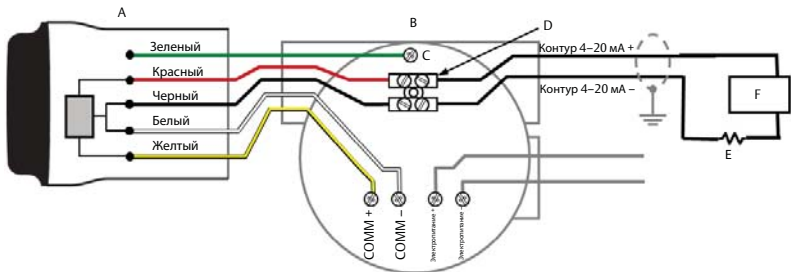 A
B
D
Зеленый
C
Контур 4–20 мА +
Красный
Черный
Контур 4–20 мА –
F
Белый
Желтый
E
COMM +
COMM –
Электропитание +
Электропитание –